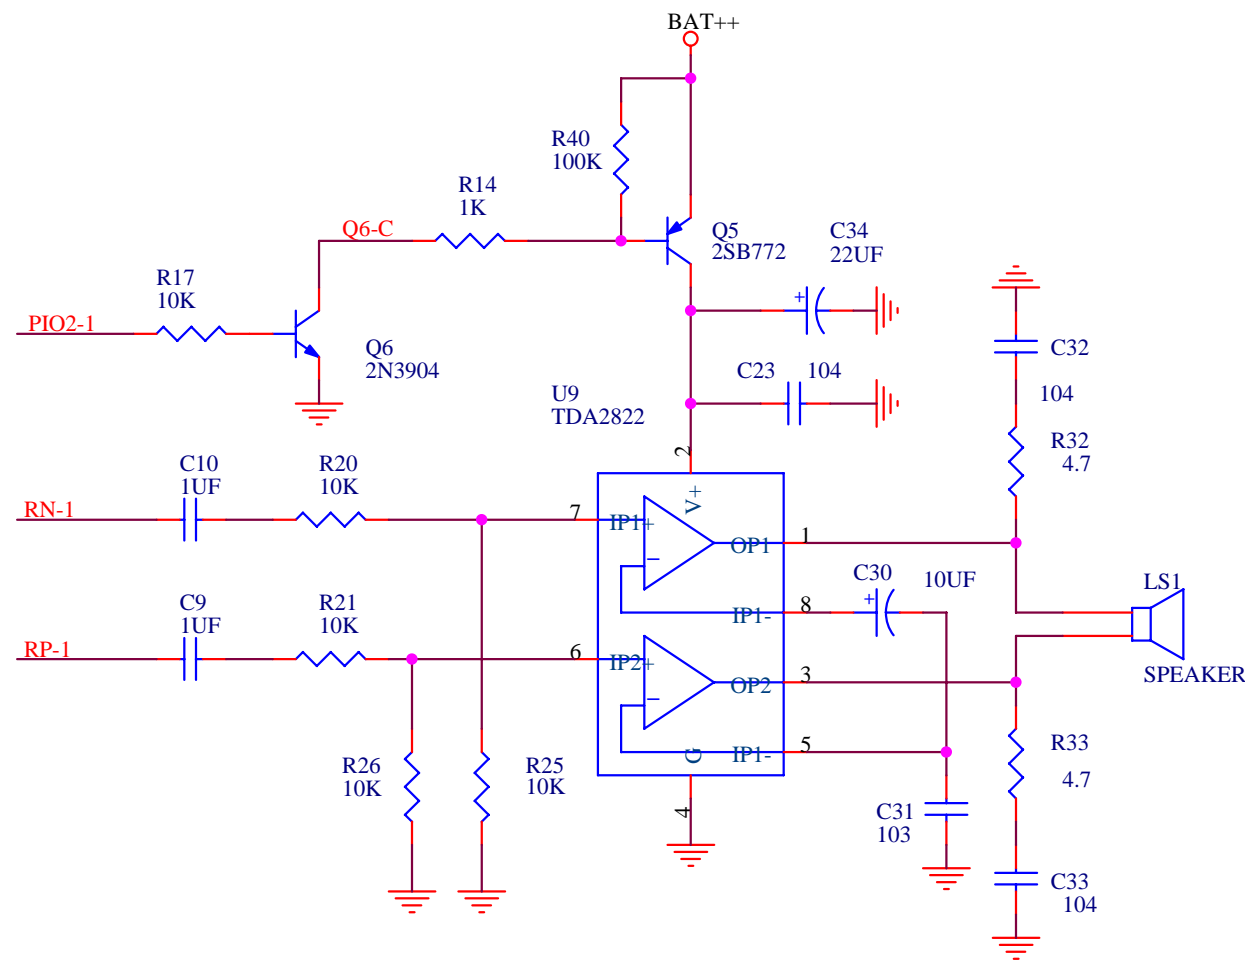 BAT++
R40
100K
R14
1K
Q6-C
Q5
2SB772
C34
22UF
+
R17
10K
PIO2-1
Q6
2N3904
C32
104
C23
104
U9
TDA2822
R32
4.7
2
C10
1UF
R20
10K
RN-1
7
IP1+
V+
OP1
1
C30
10UF
+
8
IP1-
LS1
SPEAKER
C9
1UF
R21
10K
RP-1
6
IP2+
OP2
3
G
IP1-
5
R33
4.7
R26
10K
R25
10K
4
C31
103
C33
104